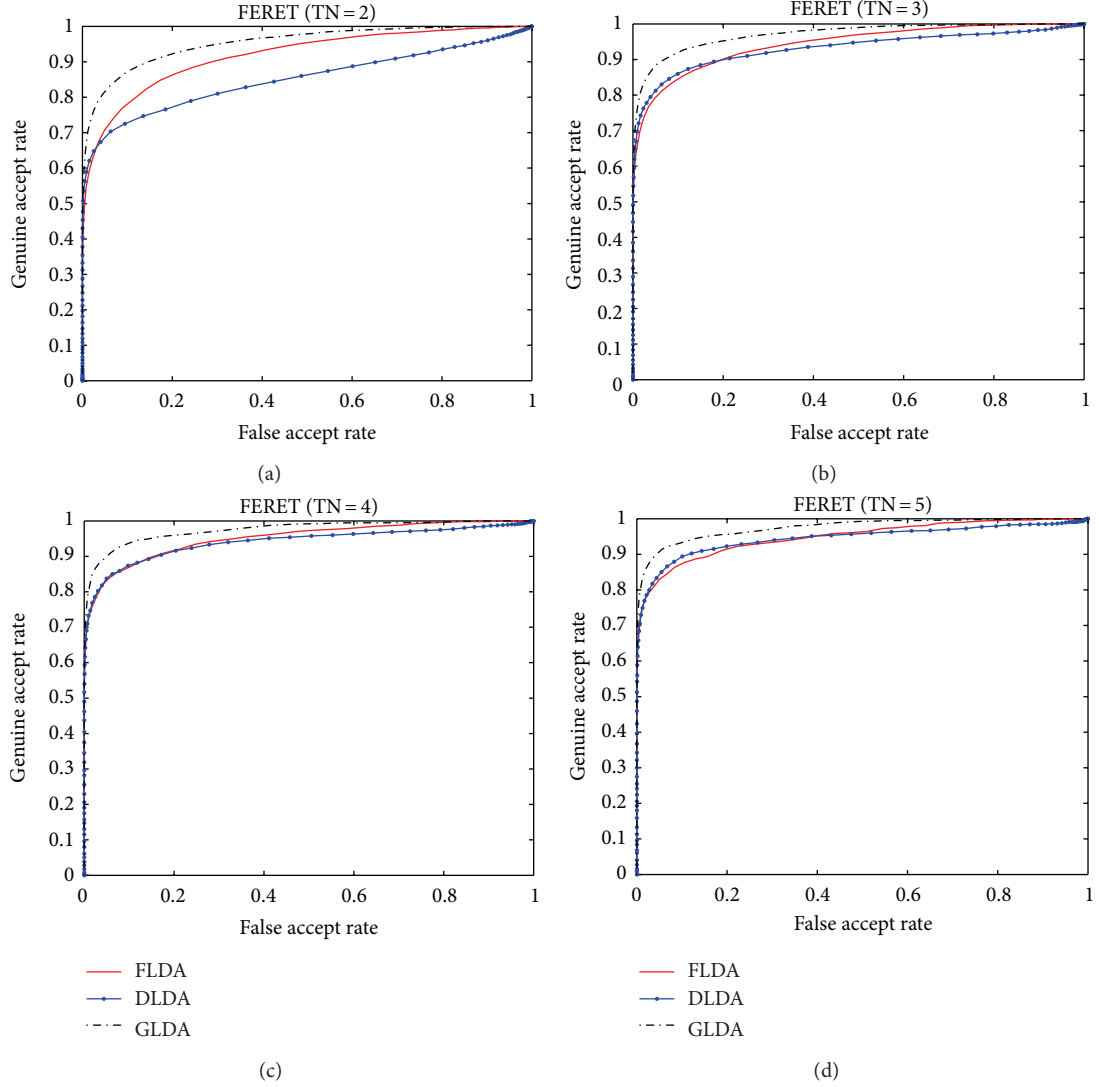 FERET (TN = 2)
1
0.9
0.8
0.7
0.6
0.5
0.4
0.3
0.2
0.1
0
Genuine accept rate
0 0.2 0.4 0.6 0.8 1
False accept rate
(a)
FERET (TN = 3)
1
0.9
0.8
0.7
0.6
0.5
0.4
0.3
0.2
0.1
0
Genuine accept rate
0 0.2 0.4 0.6 0.8 1
False accept rate
(b)
FERET (TN = 4)
1
0.9
0.8
0.7
0.6
0.5
0.4
0.3
0.2
0.1
0
Genuine accept rate
0 0.2 0.4 0.6 0.8 1
False accept rate
FLDA
DLDA
GLDA
(c)
FERET (TN = 5)
1
0.9
0.8
0.7
0.6
0.5
0.4
0.3
0.2
0.1
0
Genuine accept rate
0 0.2 0.4 0.6 0.8 1
False accept rate
FLDA
DLDA
GLDA
(d)